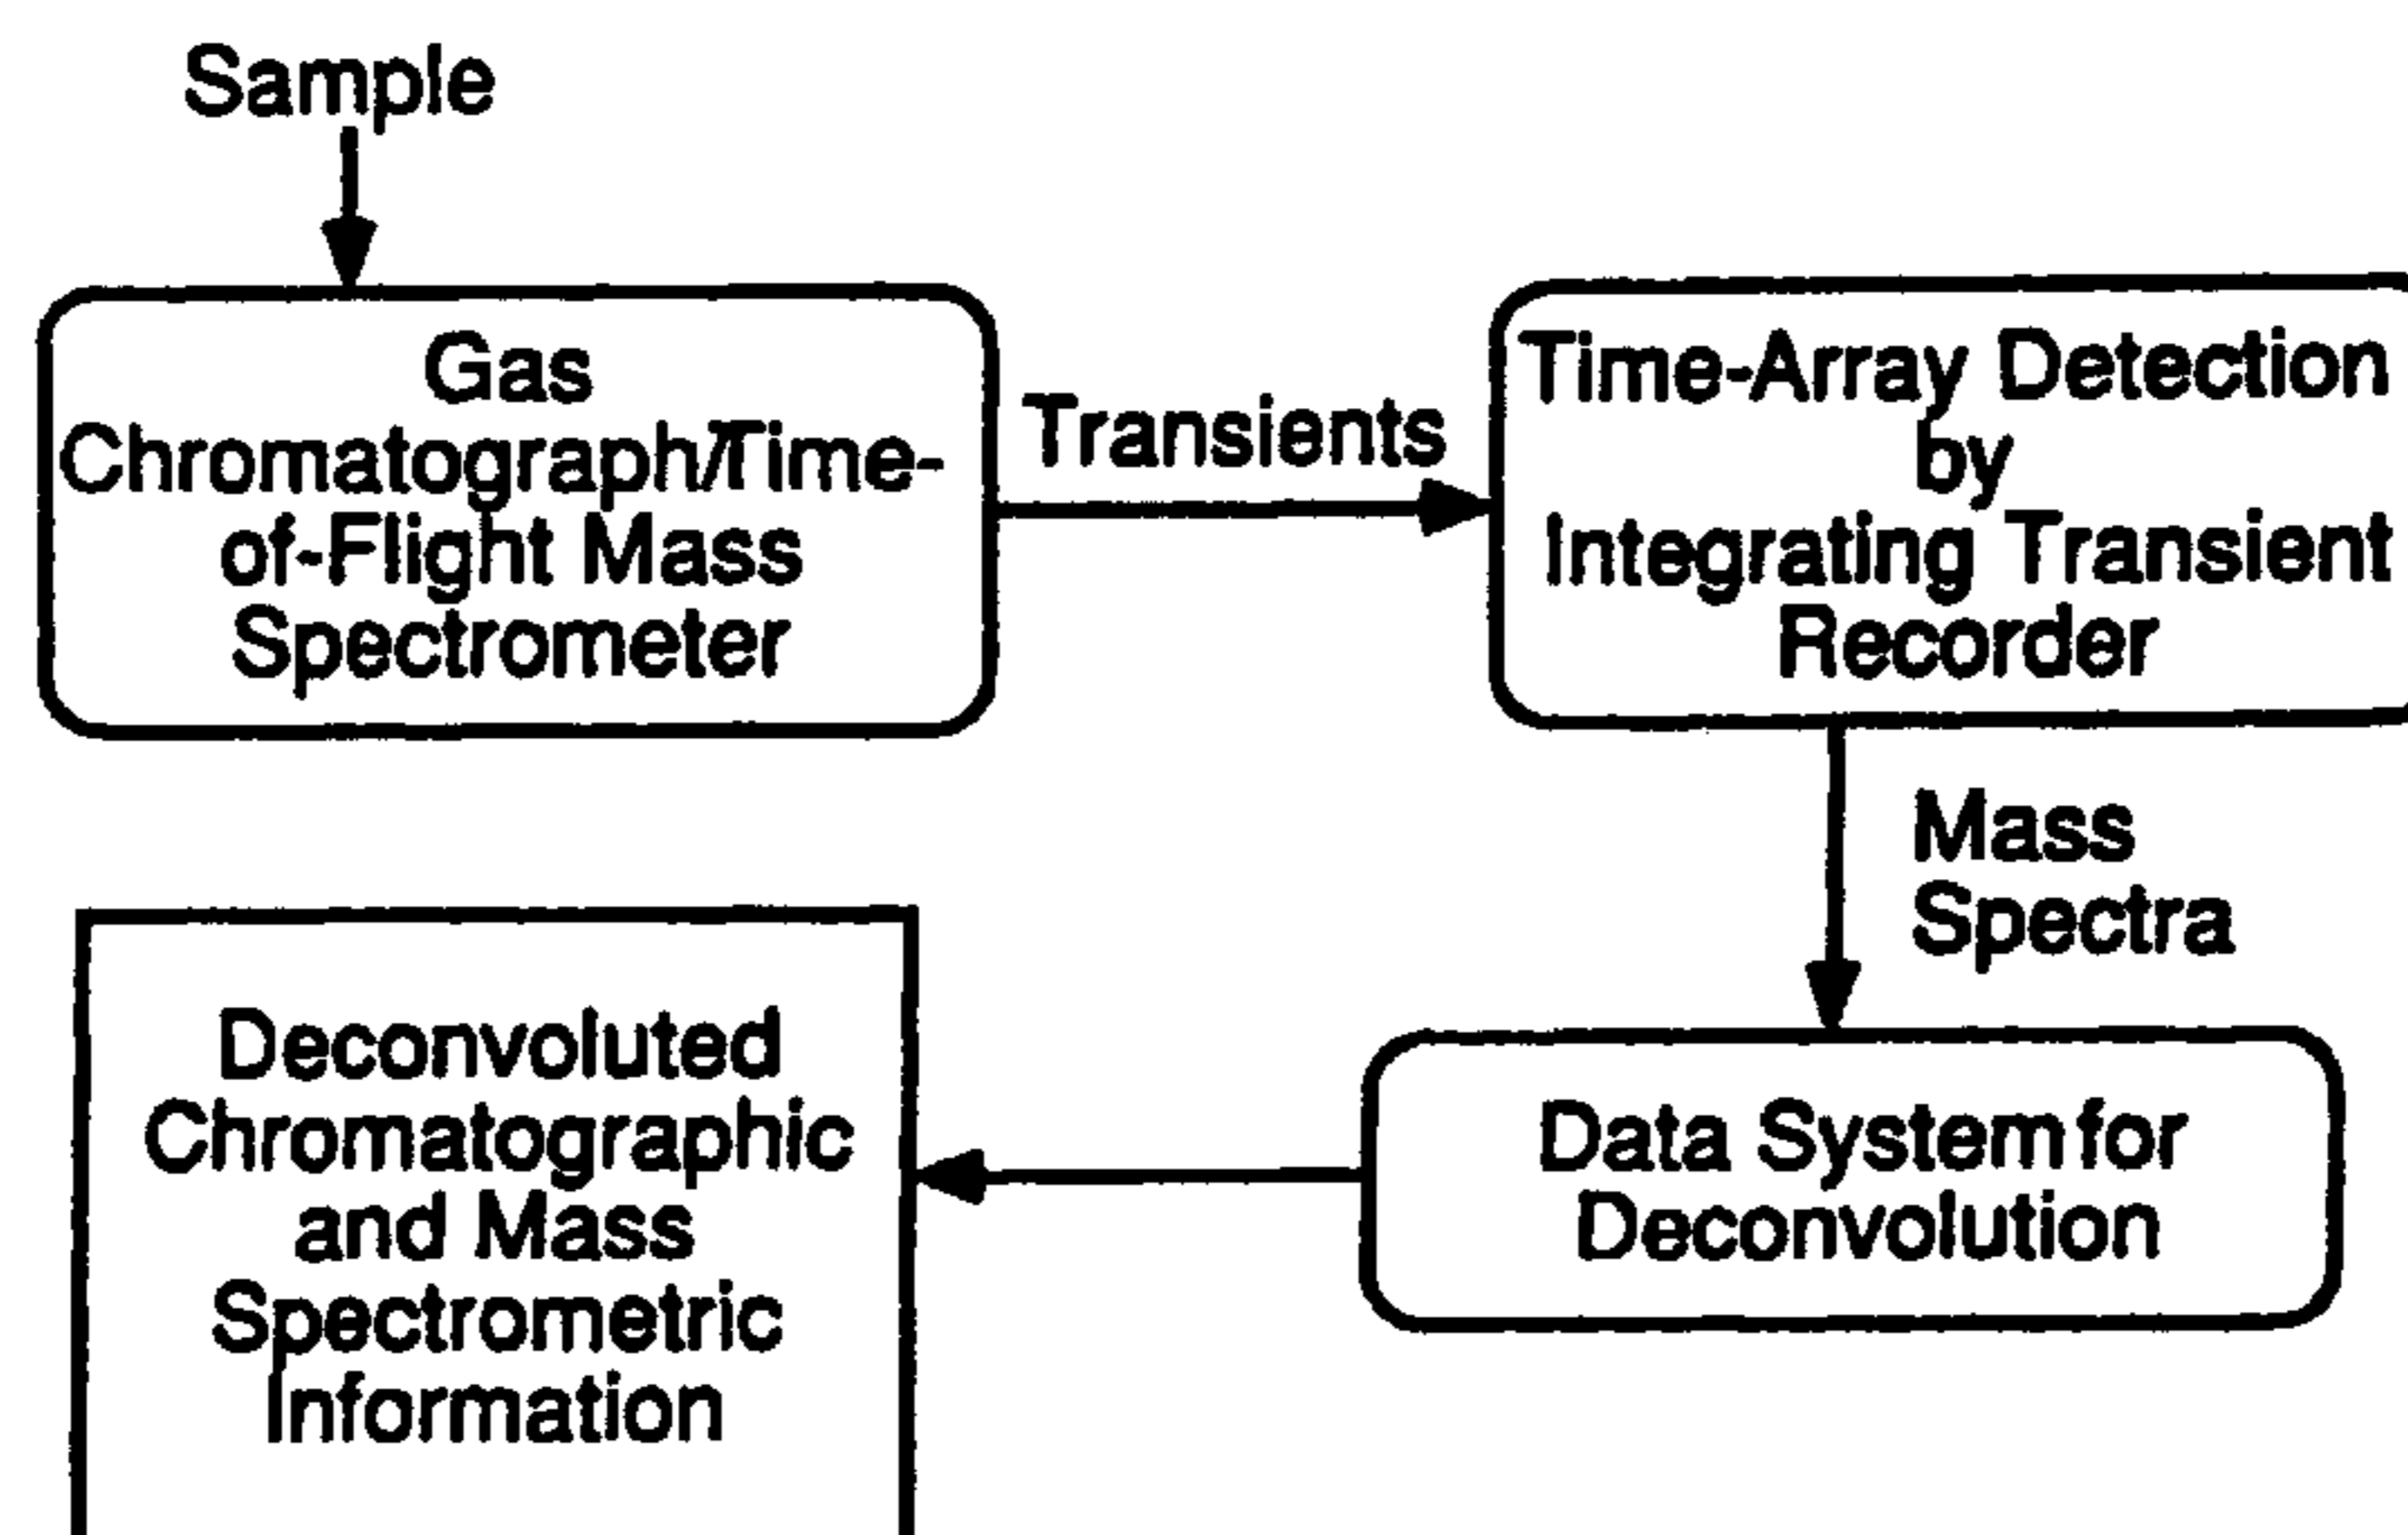 Sample
Gas
Chromatograph/Time-
of-Flight Mass
Spectrometer
Transients
Time-Array Detection
by
Integrating Transient
Recorder
Mass
Spectra
Data System for
Deconvolution
Deconvoluted
Chromatographic
and Mass
Spectrometric
Information